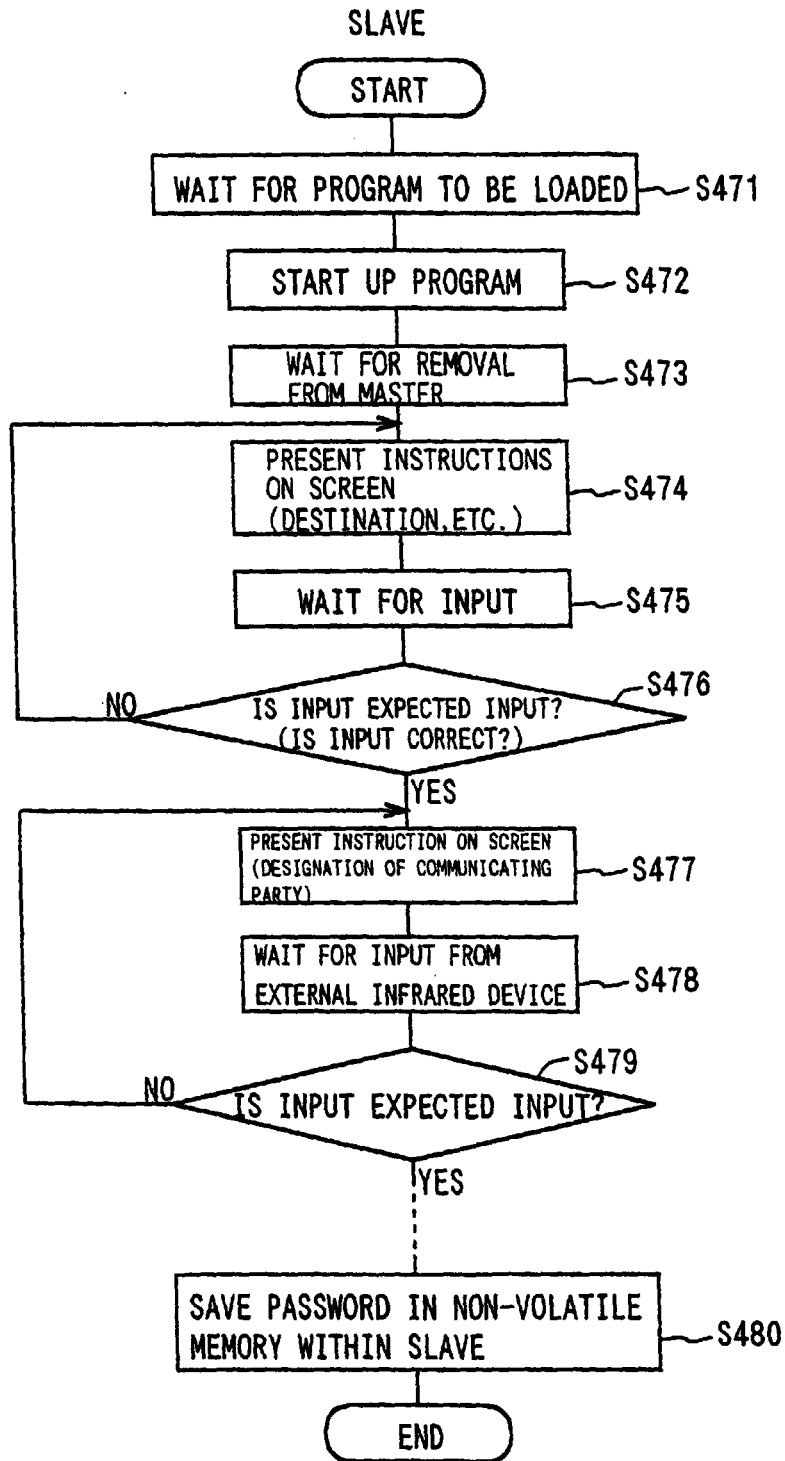 SLAVE
START
WAIT FOR PROGRAM TO BE LOADED
S471
START UP PROGRAM
S472
WAIT FOR REMOVAL
FROM MASTER
S473
PRESENT INSTRUCTIONS
ON SCREEN
(DESTINATION,ETC.)
S474
WAIT FOR INPUT
S475
S476
NO
IS INPUT EXPECTED INPUT?
(IS INPUT CORRECT?)
YES
PRESENT INSTRUCTION ON SCREEN
(DESIGNATION OF COMMUNICATING
PARTY)
S477
WAIT FOR INPUT FROM
EXTERNAL INFRARED DEVICE
S478
S479
NO
IS INPUT EXPECTED INPUT?
YES
SAVE PASSWORD IN NON-VOLATILE
MEMORY WITHIN SLAVE
S480
END